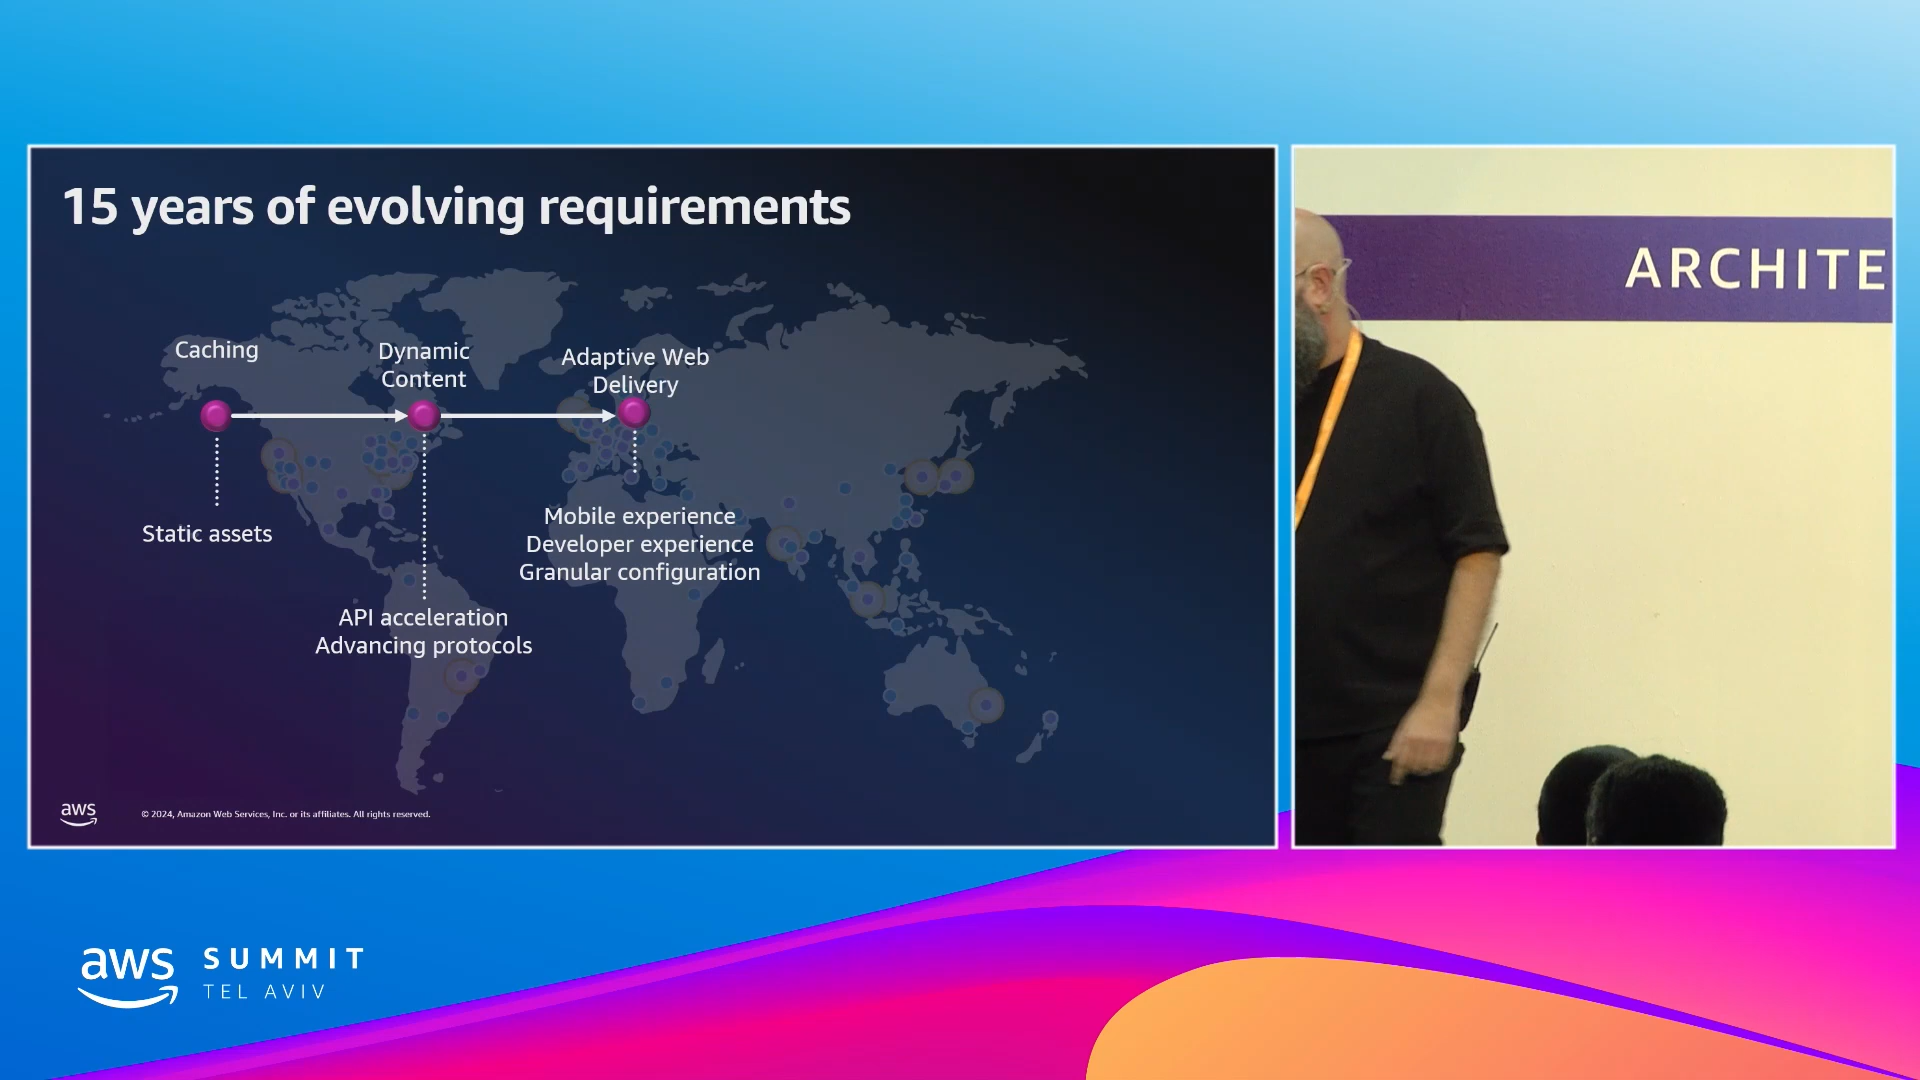 15 years of evolving requirements
Caching
Dynamic
Content
Adaptive Web
Delivery
Static assets
Mobile experience
Developer experience
Granular configuration
API acceleration
Advancing protocols
aws
© 2024, Amazon Web Services, Inc. or its affiliates. All rights reserved.
ARCHITE
aws
SUMMIT
TEL AVIV